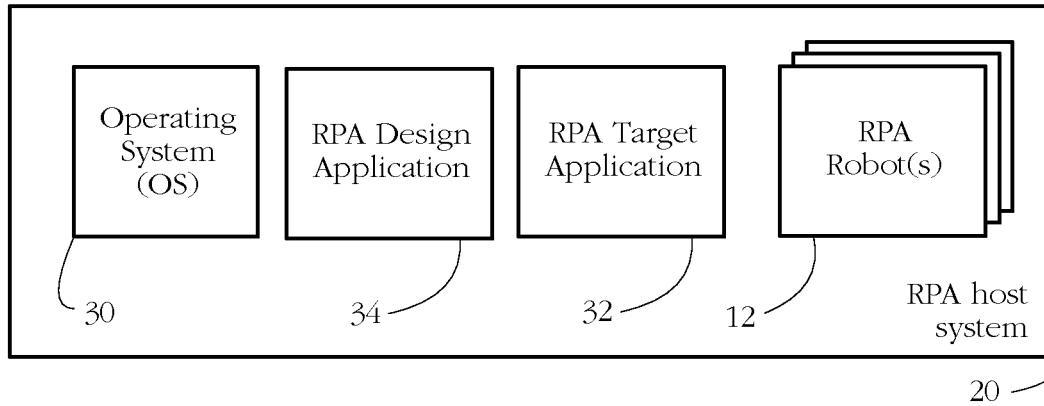 Operating
System
(OS)
RPA Design
Application
RPA Target
Application
RPA
Robot(s)
30
34
32
12
RPA host
system
20